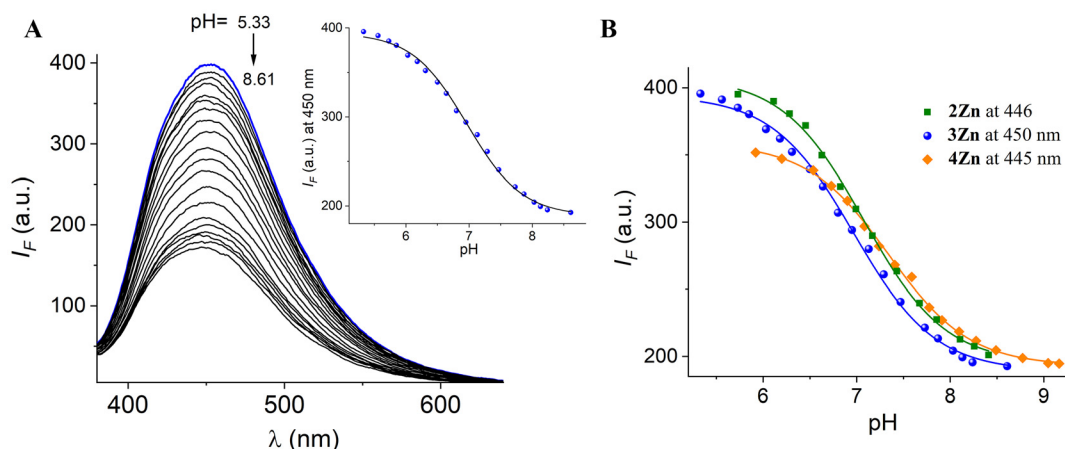 A
pH= 5.33
8.61
I_F (a.u.)
400
300
200
100
400
500
600
λ (nm)
I_F (a.u.) at 450 nm
400
300
200
6
7
8
pH
B
2Zn at 446
3Zn at 450 nm
4Zn at 445 nm
I_F (a.u.)
400
300
200
6
7
8
9
pH